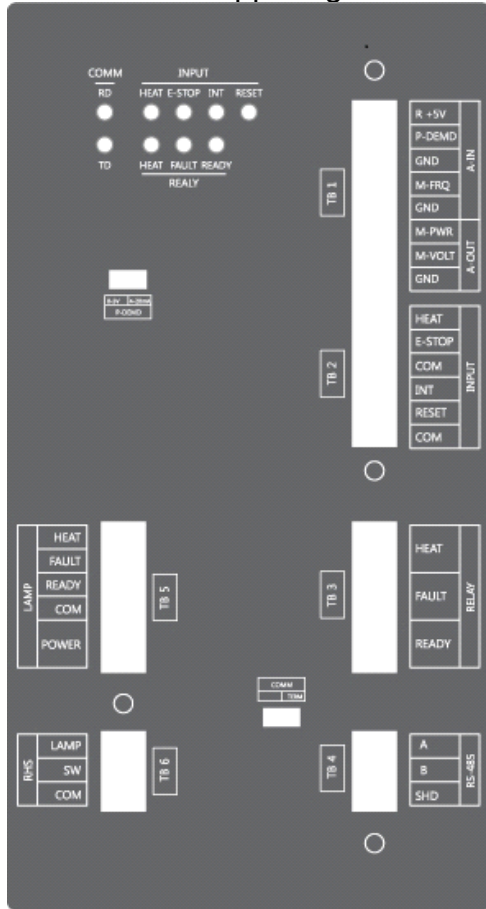 COMM INPUT
RD HEAT E-STOP INT RESET
TD HEAT FAULT READY
REALY
P-DEMD
TB 1
R +5V
P-DEMD
GND
M-FRQ
GND
A-IN
M-PWR
M-VOLT
GND
A-OUT
TB 2
HEAT
E-STOP
COM
INT
RESET
COM
INPUT
LAMP
HEAT
FAULT
READY
COM
POWER
TB 5
TB 3
HEAT
FAULT
READY
RELAY
COMM
TERM
RHS
LAMP
SW
COM
TB 6
TB 4
A
B
SHD
RS-485